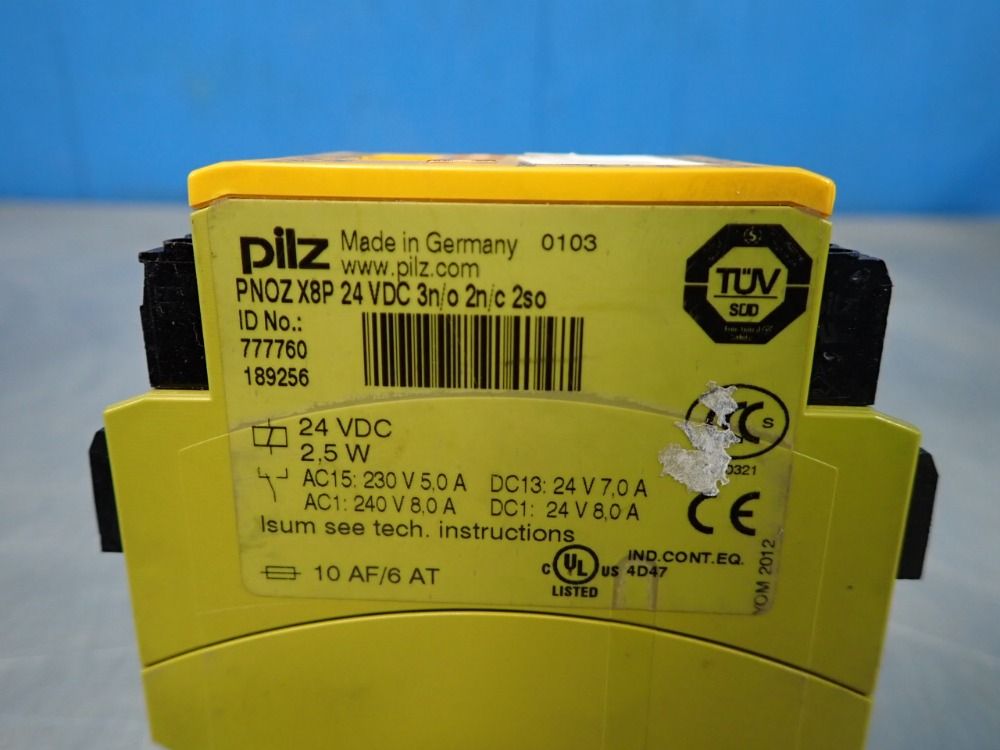 pilz Made in Germany 0103
www.pilz.com
PNOZ X8P 24 VDC 3n/o 2n/c 2so
ID No.:
777760
189256
TÜV
SÜD
24 VDC
2,5 W
AC15: 230 V 5,0 A DC13: 24 V 7,0 A
AC1: 240 V 8,0 A DC1: 24 V 8,0 A
Isum see tech. instructions
10 AF/6 AT
C UL US
LISTED
IND.CONT.EQ.
4D47
CE
C S
0321
YOM 2012